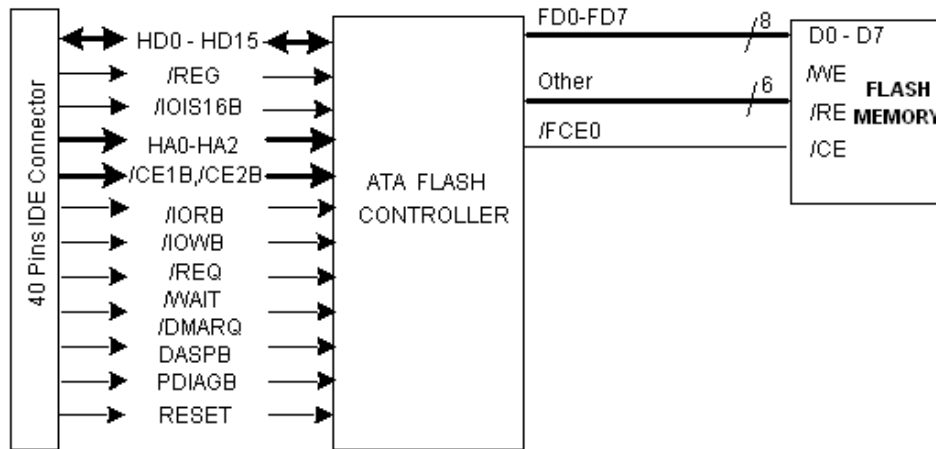 40 Pins IDE Connector
HD0 - HD15
/REG
/IOIS16B
HA0-HA2
/CE1B,/CE2B
/IORB
/IOWB
/REQ
/WAIT
/DMARQ
DASPB
PDIAGB
RESET
ATA FLASH
CONTROLLER
FD0-FD7
8
Other
6
/FCE0
D0 - D7
/WE
/RE
/CE
FLASH
MEMORY